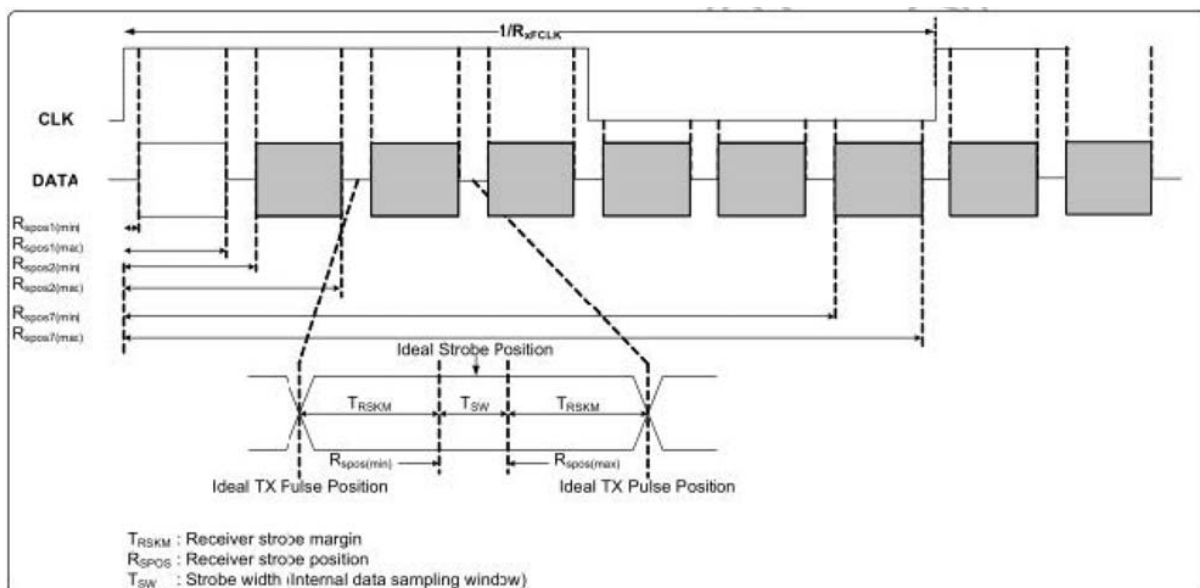 1/RxFCLK
CLK
DATA
Rspos1(min)
Rspos1(max)
Rspos2(min)
Rspos2(max)
Rspos7(min)
Rspos7(max)
Ideal Strobe Position
TRSKM TSW TRSKM
Rspos(min) Rspos(max)
Ideal TX Pulse Position Ideal TX Pulse Position
TRSKM : Receiver strobe margin
RSPOS : Receiver strobe position
TSW : Strobe width (Internal data sampling window)